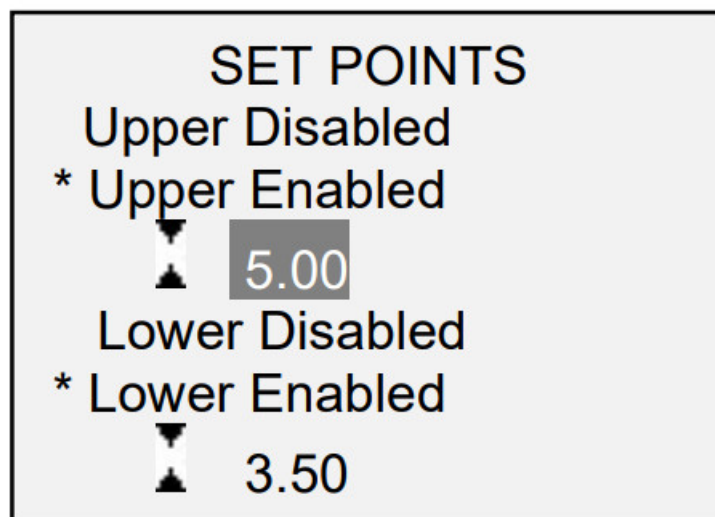 SET POINTS
Upper Disabled
* Upper Enabled
5.00
Lower Disabled
* Lower Enabled
3.50